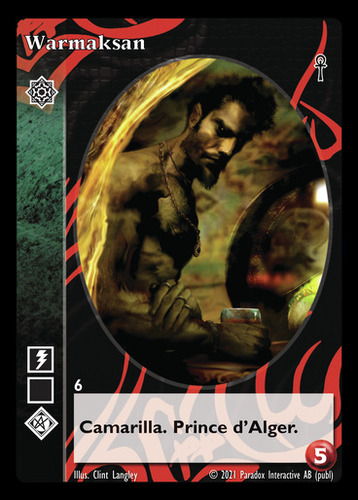 Warmaksan
6
Camarilla. Prince d'Alger.
5
Illus. Clint Langley © 2021 Paradox Interactive AB (publ)